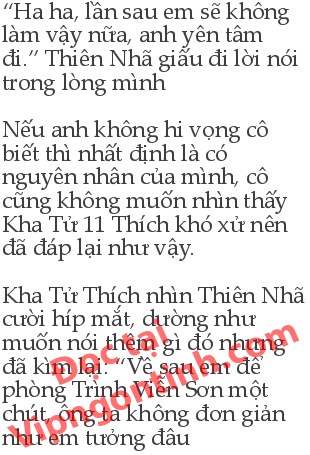 “Ha ha, lần sau em sẽ không
làm vậy nữa, anh yên tâm
đi.” Thiên Nhã giấu đi lời nói
trong lòng mình
Nếu anh không hi vọng cô
biết thì nhất định là có
nguyên nhân của mình, cô
cũng không muốn nhìn thấy
Kha Tử 11 Thích khó xử nên
đã đáp lại như vậy.
Kha Tử Thích nhìn Thiên Nhã
cười híp mắt, dường như
muốn nói thêm gì đó nhưng
đã kìm lại: “Về sau em để
phòng Trình Viễn Sơn một
chút, ông ta không đơn giản
như em tưởng đâu
Đọc tại
Vipngontinh.com